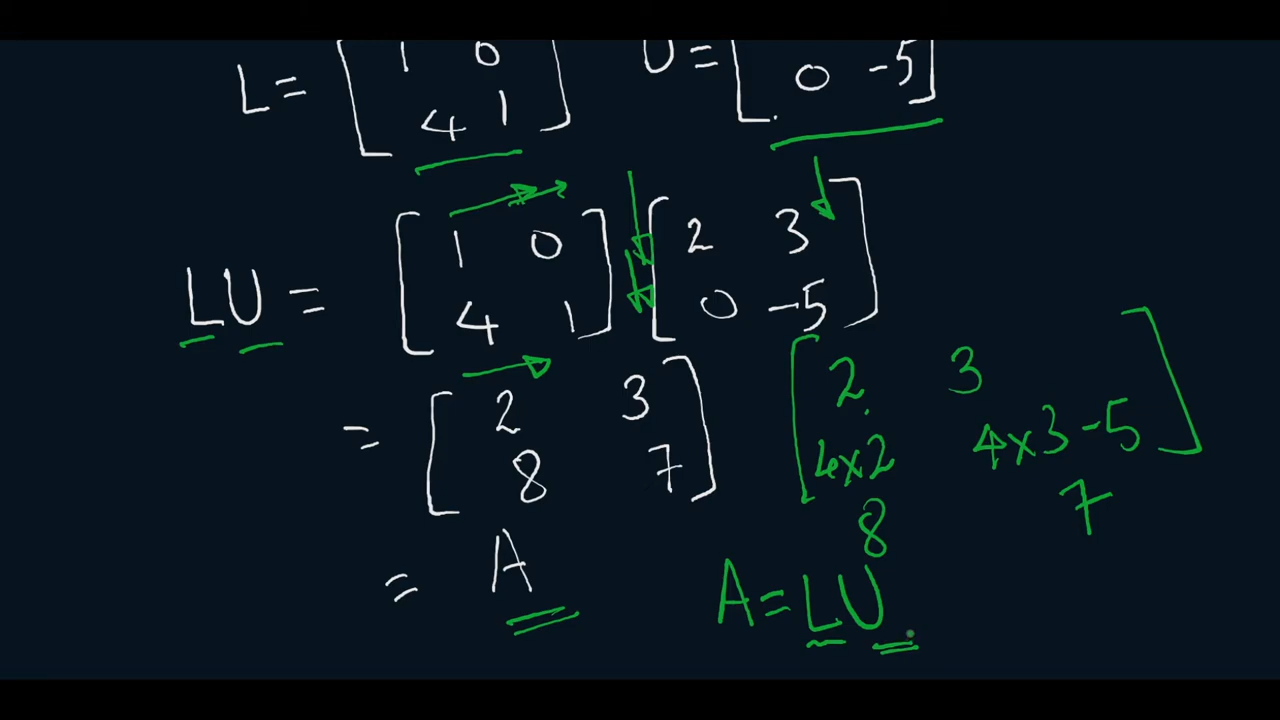 L = [ 1 0 U = [
4 1 ] 0 -5 ]
LU = [ 1 0 ] [ 2 3
4 1 0 -5 ]
= [ 2 3 ] [ 2 3 ]
8 7 4x2 4x3-5
8 7
= A A = LU